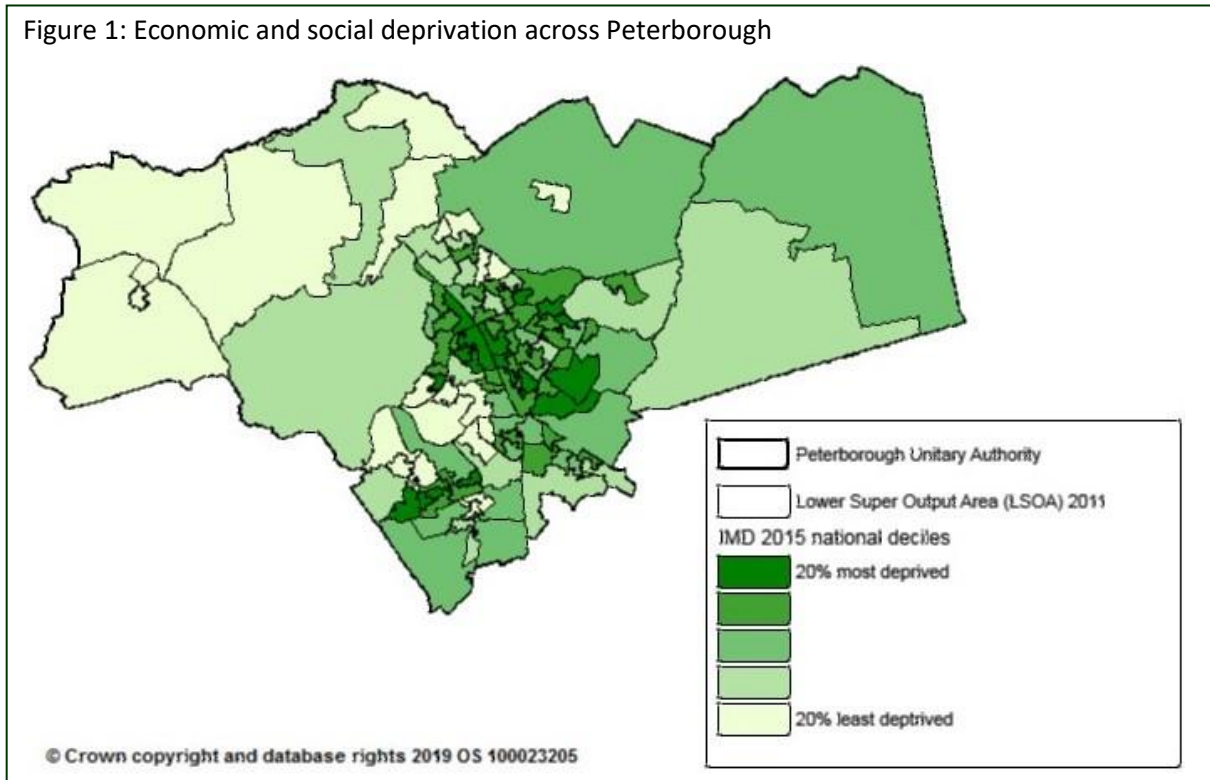 Figure 1: Economic and social deprivation across Peterborough
Peterborough Unitary Authority
Lower Super Output Area (LSOA) 2011
IMD 2015 national deciles
20% most deprived
20% least deptrived
© Crown copyright and database rights 2019 OS 100023205